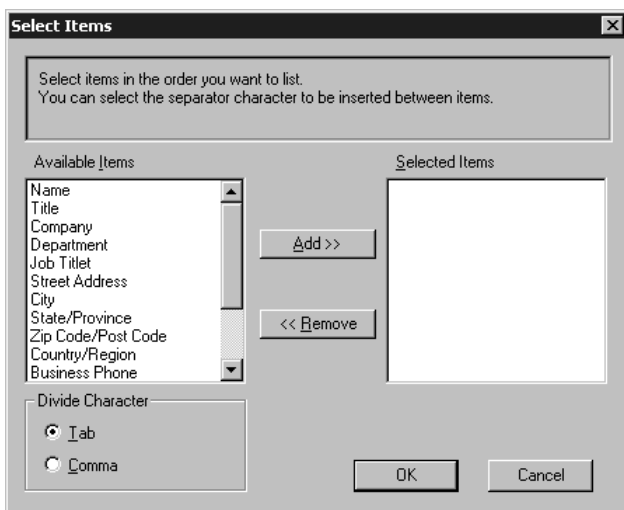 Select Items
Select items in the order you want to list.
You can select the separator character to be inserted between items.
Available Items
Selected Items
Name
Title
Company
Department
Job Titlet
Street Address
City
State/Province
Zip Code/Post Code
Country/Region
Business Phone
Add >>
<< Remove
Divide Character
Tab
Comma
OK
Cancel